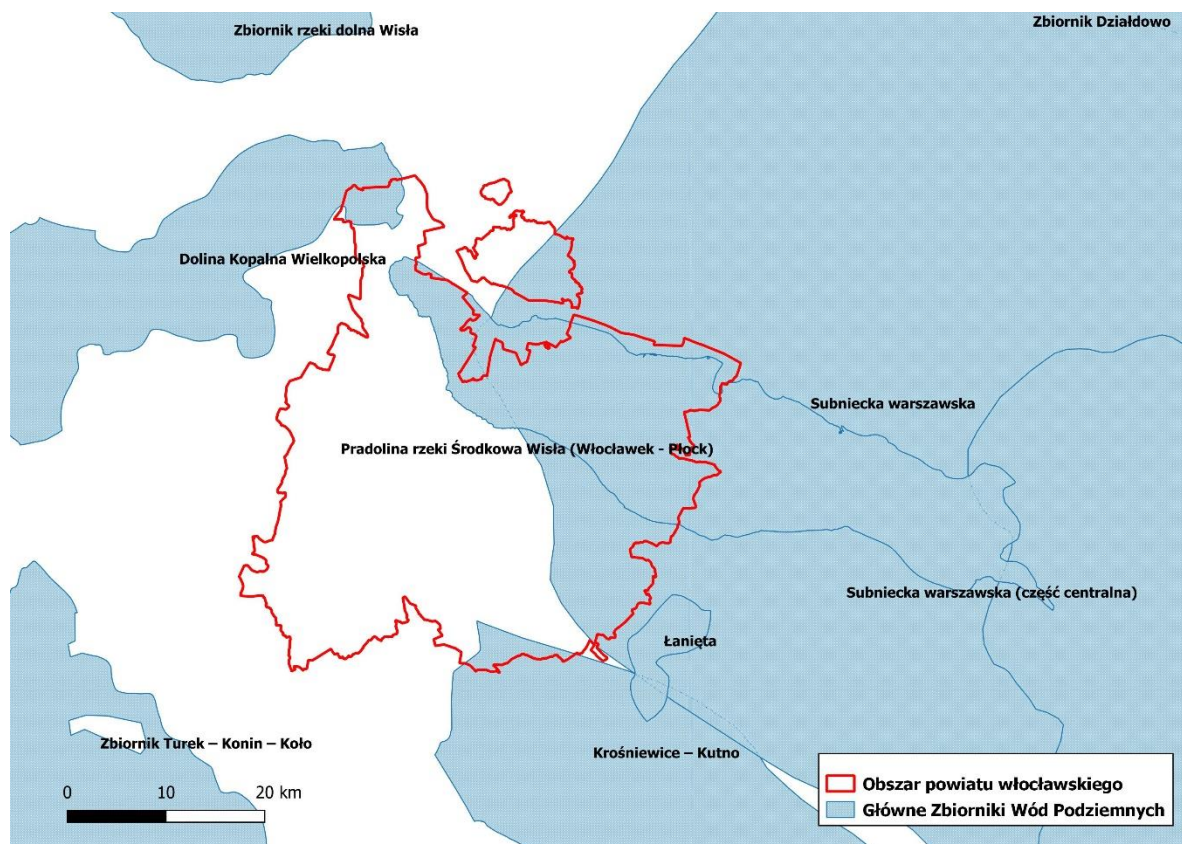 Zbiornik Działdowo
Zbiornik rzeki dolna Wisła
Dolina Kopalna Wielkopolska
Subniecka warszawska
Pradolina rzeki Środkowa Wisła (Włocławek - Płock)
Subniecka warszawska (część centralna)
Łanięta
Zbiornik Turek – Konin – Koło
Krośniewice – Kutno
0 10 20 km
Obszar powiatu włocławskiego
Główne Zbiorniki Wód Podziemnych